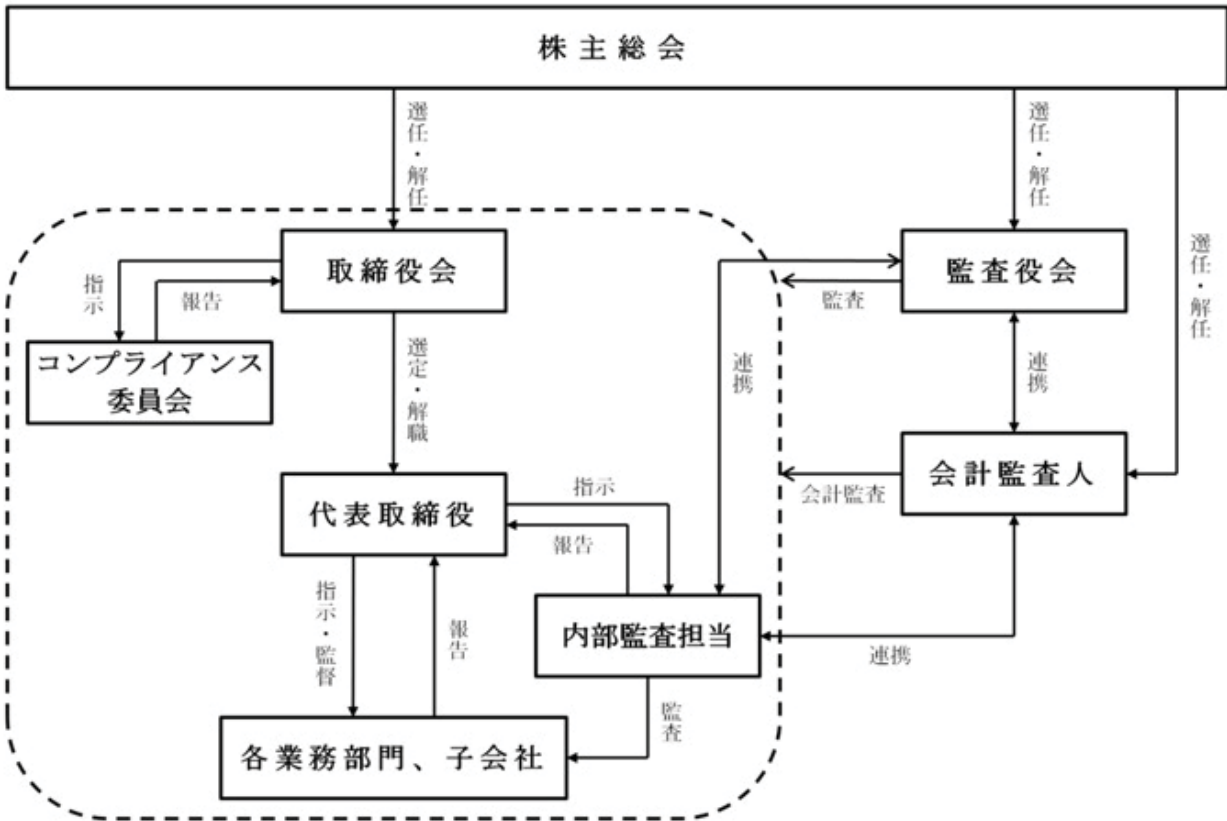 株主総会
選任・解任
選任・解任
選任・解任
取締役会
監査役会
指示
報告
監査
コンプライアンス
委員会
選定・解職
連携
連携
会計監査人
会計監査
代表取締役
指示
報告
指示・監督
報告
内部監査担当
連携
監査
各業務部門、子会社